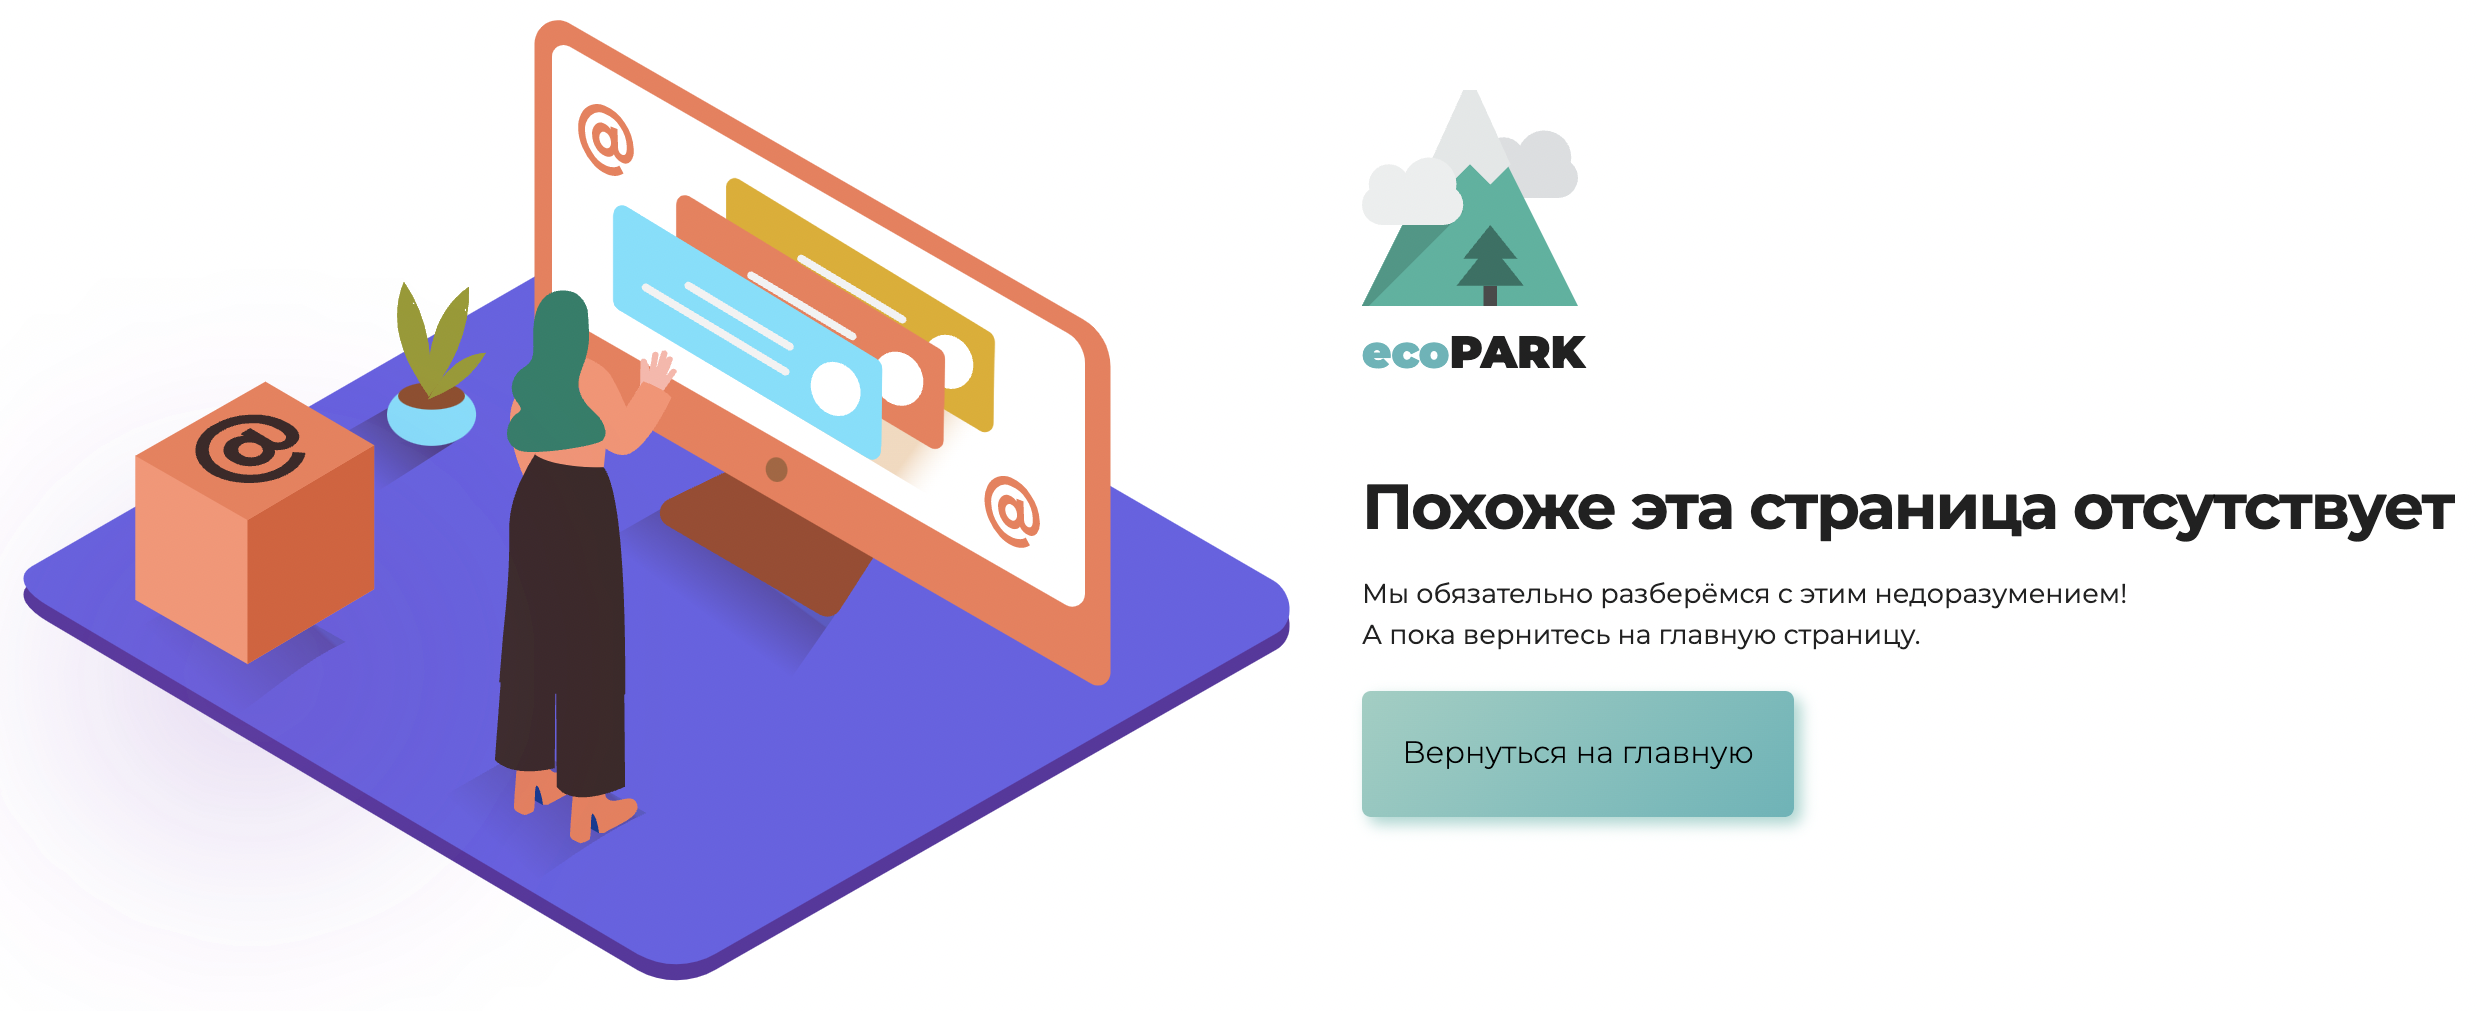 @
@
@
ecoPARK
Похоже эта страница отсутствует
Мы обязательно разберёмся с этим недоразумением!
А пока вернитесь на главную страницу.
Вернуться на главную